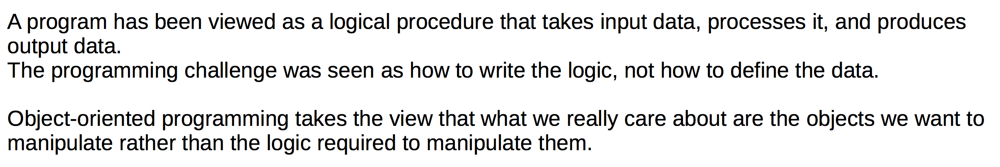 A program has been viewed as a logical procedure that takes input data, processes it, and produces
output data.
The programming challenge was seen as how to write the logic, not how to define the data.
Object-oriented programming takes the view that what we really care about are the objects we want to
manipulate rather than the logic required to manipulate them.